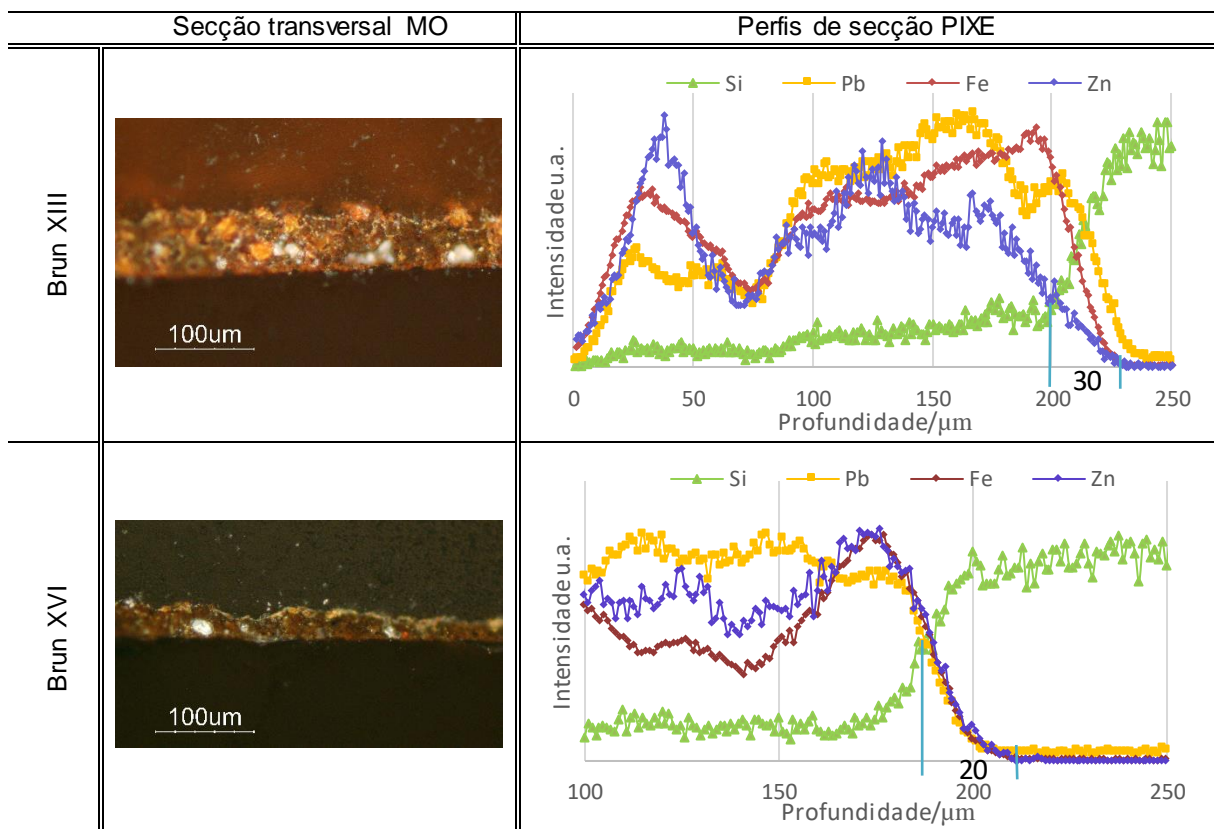 Secção transversal MO
Perfis de secção PIXE
Brun XIII
100um
Si Pb Fe Zn
Intensidade u.a.
30
0 50 100 150 200 250
Profundidade/μm
Brun XVI
100um
Si Pb Fe Zn
Intensidade u.a.
20
100 150 200 250
Profundidade/μm